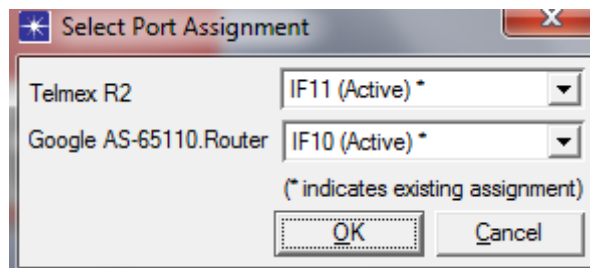 Select Port Assignment
Telmex R2 IF11 (Active) *
Google AS-65110.Router IF10 (Active) *
(* indicates existing assignment)
OK Cancel